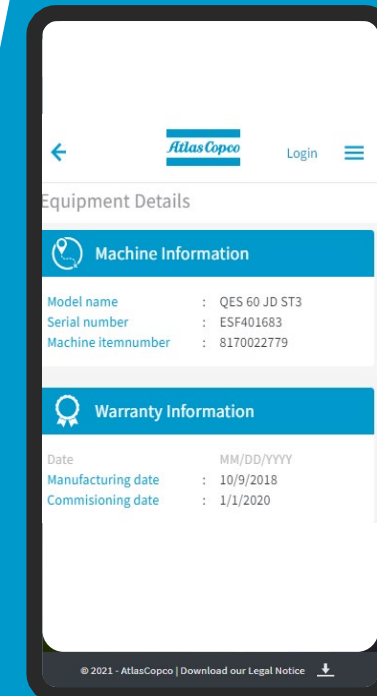 Atlas Copco
Login
Equipment Details
Machine Information
Model name : QES 60 JD ST3
Serial number : ESF401683
Machine itemnumber : 8170022779
Warranty Information
Date MM/DD/YYYY
Manufacturing date : 10/9/2018
Commisioning date : 1/1/2020
© 2021 - AtlasCopco | Download our Legal Notice